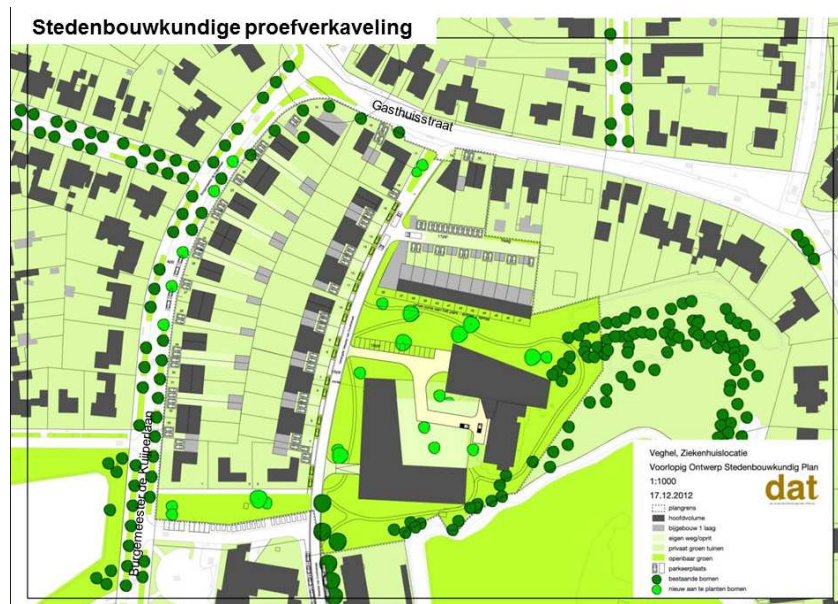 Stedenbouwkundige proefverkaveling
Gasthuisstraat
Burgemeester de Kuijperlaan
Veghel, Ziekenhuislocatie
Voorlopig Ontwerp Stedenbouwkundig Plan
1:1000
17.12.2012
dat
plangrens
hoofdvolume
bijgebouw 1 laag
eigen weg/oprit
privaat groen tuinen
openbaar groen
parkeerplaats
bestaande bomen
nieuw aan te planten bomen